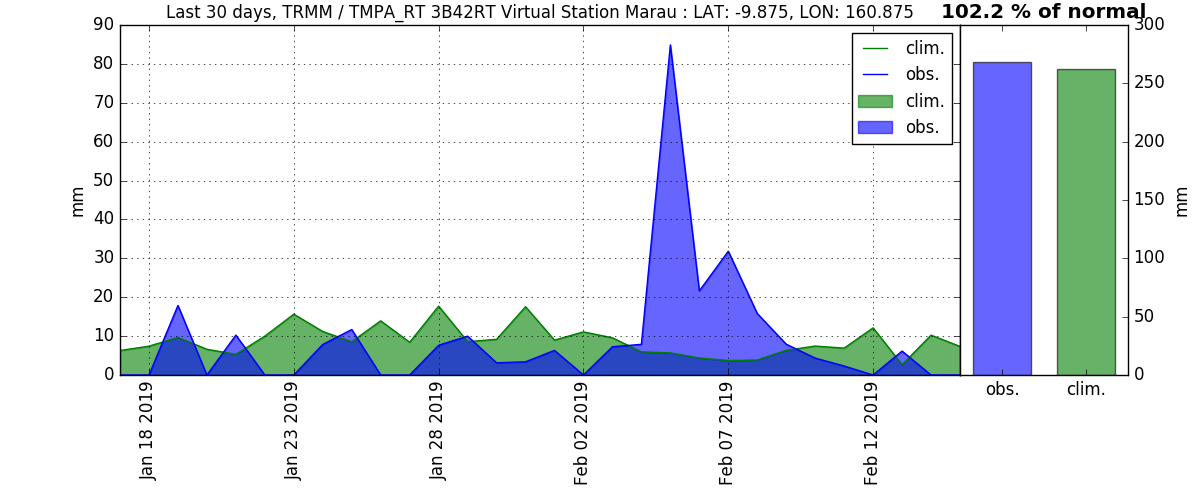 Last 30 days, TRMM / TMPA_RT 3B42RT Virtual Station Marau : LAT: -9.875, LON: 160.875
102.2 % of normal
90
80
70
60
50
40
30
20
10
0
mm
clim.
obs.
clim.
obs.
Jan 18 2019
Jan 23 2019
Jan 28 2019
Feb 02 2019
Feb 07 2019
Feb 12 2019
300
250
200
150
100
50
0
mm
obs.
clim.